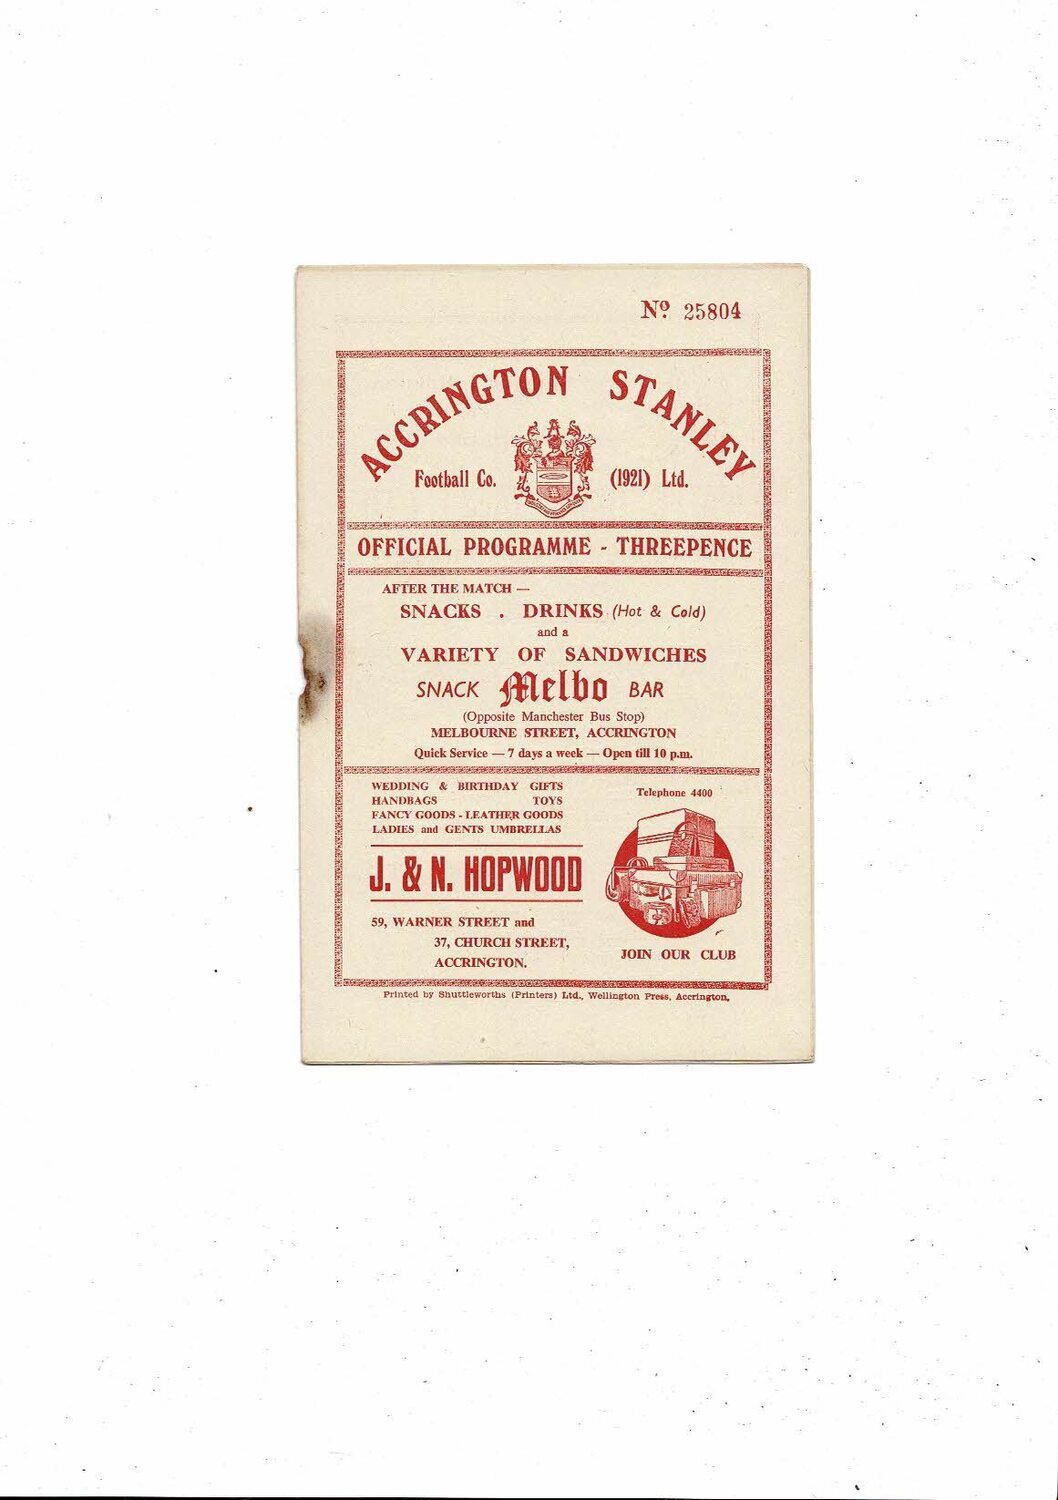 Nº 25804
ACCRINGTON STANLEY
Football Co. (1921) Ltd.
OFFICIAL PROGRAMME - THREEPENCE
AFTER THE MATCH —
SNACKS . DRINKS (Hot & Cold)
and a
VARIETY OF SANDWICHES
SNACK Melbo BAR
(Opposite Manchester Bus Stop)
MELBOURNE STREET, ACCRINGTON
Quick Service — 7 days a week — Open till 10 p.m.
WEDDING & BIRTHDAY GIFTS
HANDBAGS TOYS
FANCY GOODS - LEATHER GOODS
LADIES and GENTS UMBRELLAS
J. & N. HOPWOOD
59, WARNER STREET and
37, CHURCH STREET,
ACCRINGTON.
Telephone 4400
JOIN OUR CLUB
Printed by Shuttleworths (Printers) Ltd., Wellington Press, Accrington.